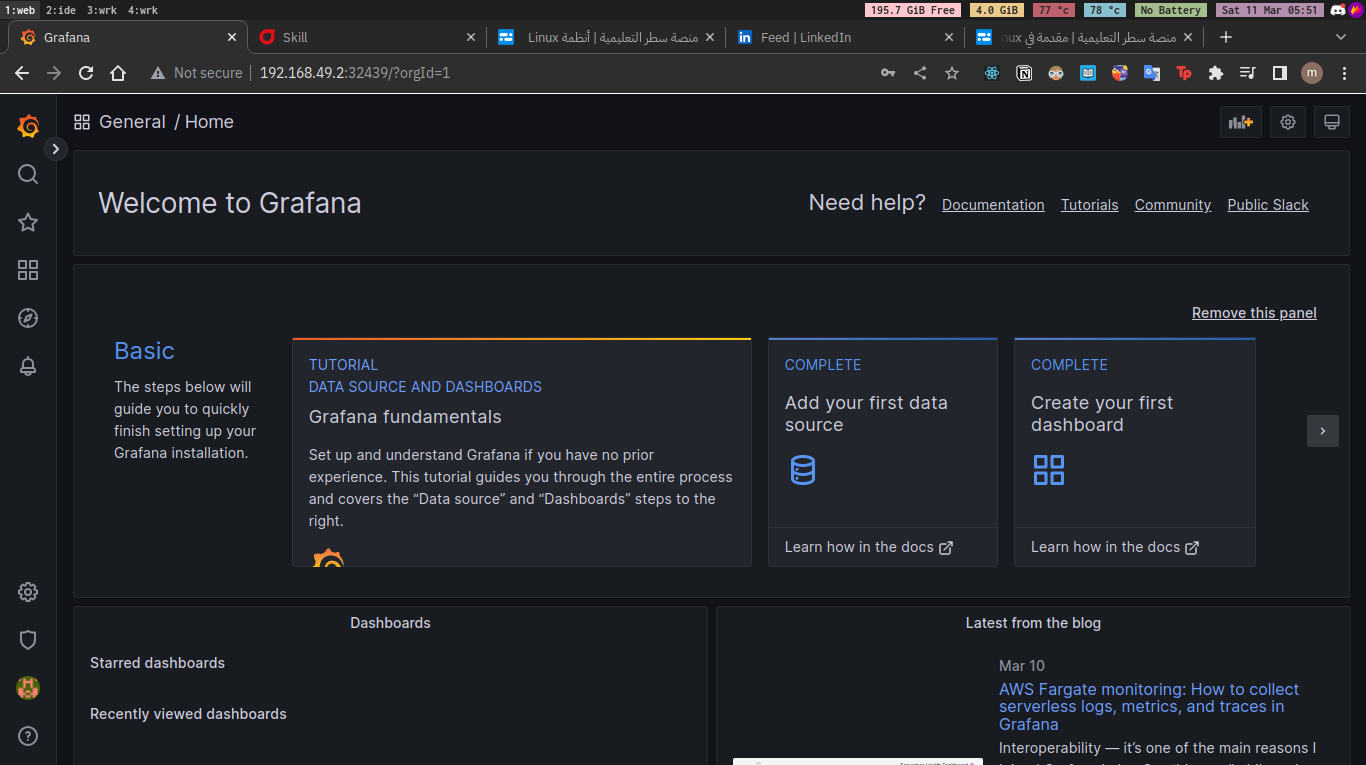 1:web 2:ide 3:wrk 4:wrk 195.7 GiB Free 4.0 GiB 77 °c 78 °c No Battery Sat 11 Mar 05:51
Grafana Skill منصة سطر التعليمية | أنظمة Linux Feed | LinkedIn منصة سطر التعليمية | مقدمة في
Not secure 192.168.49.2:32439/?orgId=1 m
General / Home
Welcome to Grafana
Need help? Documentation Tutorials Community Public Slack
Remove this panel
Basic
The steps below will
guide you to quickly
finish setting up your
Grafana installation.
TUTORIAL
DATA SOURCE AND DASHBOARDS
Grafana fundamentals
Set up and understand Grafana if you have no prior
experience. This tutorial guides you through the entire process
and covers the “Data source” and “Dashboards” steps to the
right.
COMPLETE
Add your first data
source
Learn how in the docs
COMPLETE
Create your first
dashboard
Learn how in the docs
Dashboards
Starred dashboards
Recently viewed dashboards
Latest from the blog
Mar 10
AWS Fargate monitoring: How to collect
serverless logs, metrics, and traces in
Grafana
Interoperability — it’s one of the main reasons I